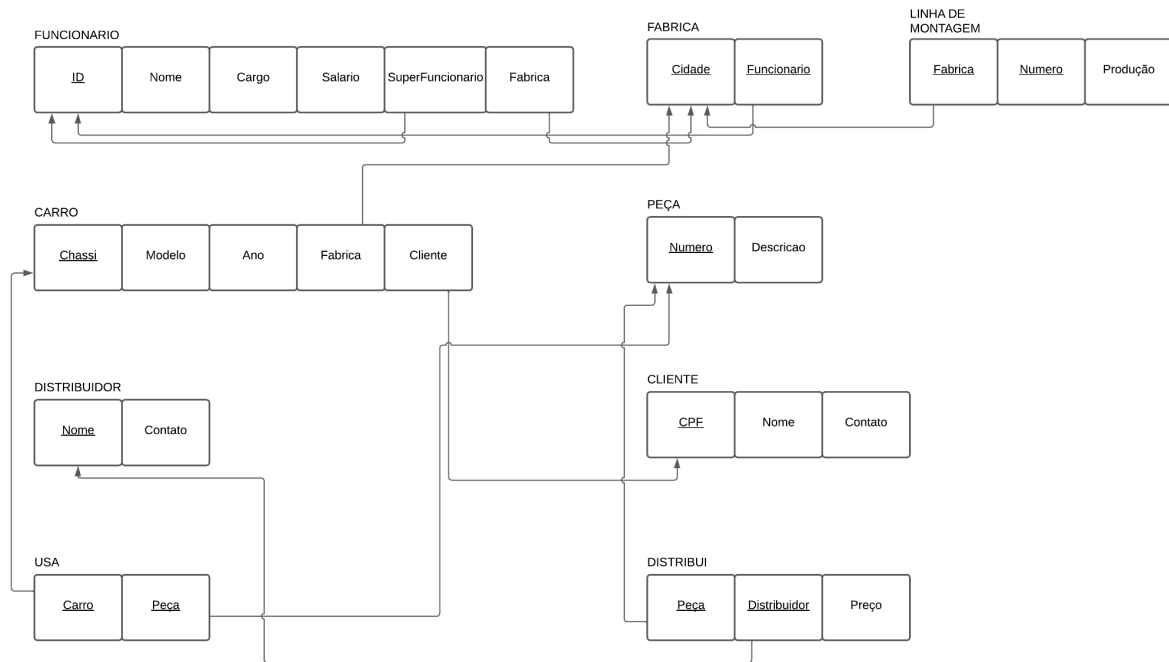 FUNCIONARIO
ID Nome Cargo Salario SuperFuncionario Fabrica
FABRICA
Cidade Funcionario
LINHA DE
MONTAGEM
Fabrica Numero Produção
CARRO
Chassi Modelo Ano Fabrica Cliente
PEÇA
Numero Descricao
DISTRIBUIDOR
Nome Contato
CLIENTE
CPF Nome Contato
USA
Carro Peça
DISTRIBUI
Peça Distribuidor Preço